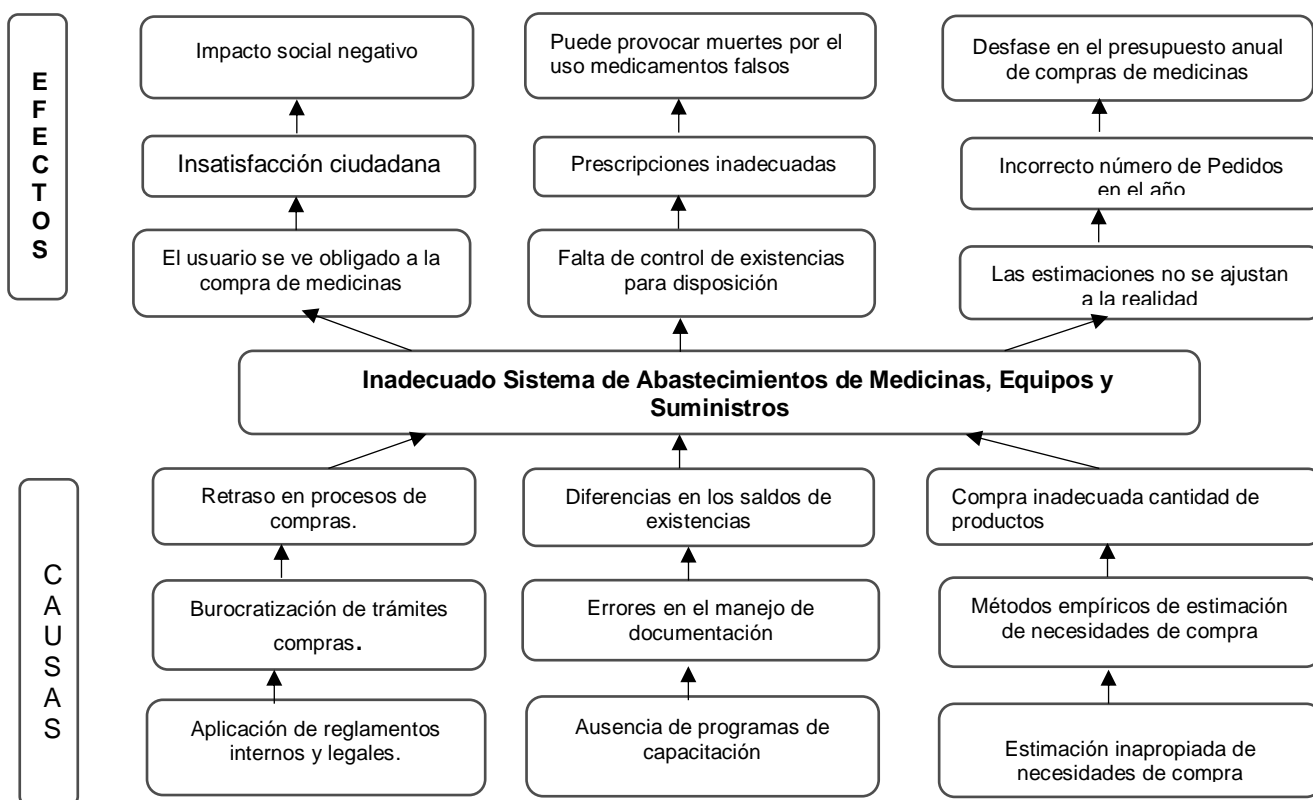 E
F
E
C
T
O
S
Impacto social negativo
Puede provocar muertes por el
uso medicamentos falsos
Desfase en el presupuesto anual
de compras de medicinas
Insatisfacción ciudadana
Prescripciones inadecuadas
Incorrecto número de Pedidos
en el año
El usuario se ve obligado a la
compra de medicinas
Falta de control de existencias
para disposición
Las estimaciones no se ajustan
a la realidad
Inadecuado Sistema de Abastecimientos de Medicinas, Equipos y
Suministros
C
A
U
S
A
S
Retraso en procesos de
compras.
Diferencias en los saldos de
existencias
Compra inadecuada cantidad de
productos
Burocratización de trámites
compras.
Errores en el manejo de
documentación
Métodos empíricos de estimación
de necesidades de compra
Aplicación de reglamentos
internos y legales.
Ausencia de programas de
capacitación
Estimación inapropiada de
necesidades de compra